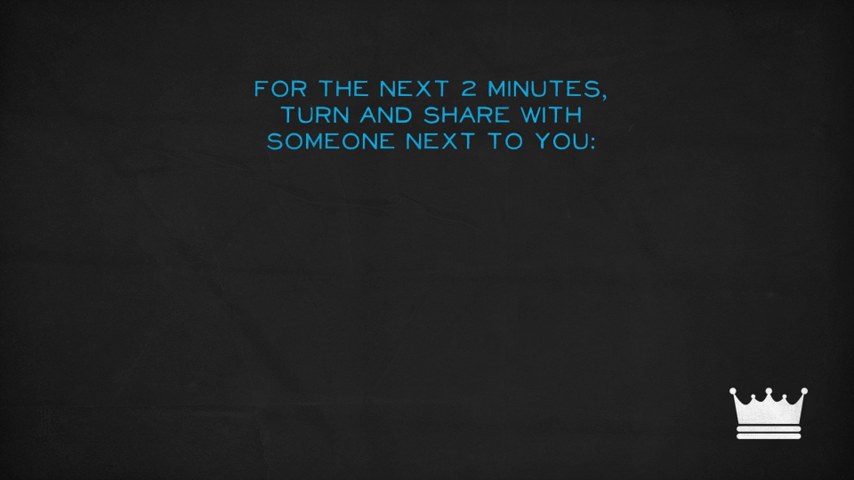 FOR THE NEXT 2 MINUTES,
TURN AND SHARE WITH
SOMEONE NEXT TO YOU: